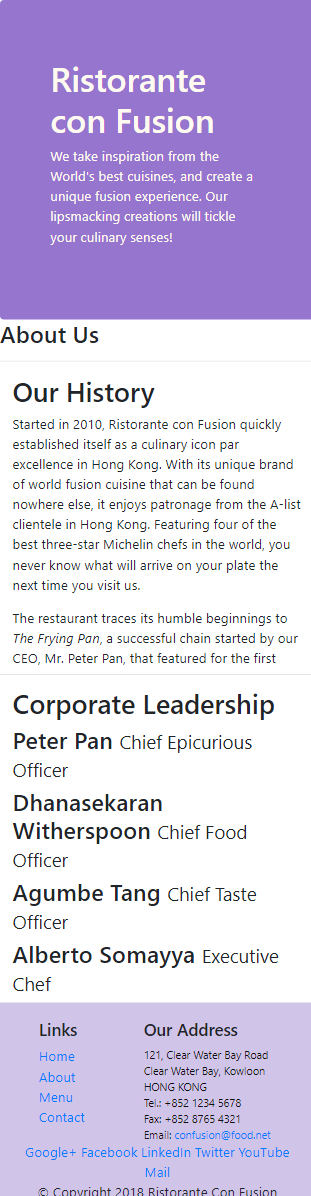 Ristorante
con Fusion
We take inspiration from the
World's best cuisines, and create a
unique fusion experience. Our
lipsmacking creations will tickle
your culinary senses!
About Us
Our History
Started in 2010, Ristorante con Fusion quickly
established itself as a culinary icon par
excellence in Hong Kong. With its unique brand
of world fusion cuisine that can be found
nowhere else, it enjoys patronage from the A-list
clientele in Hong Kong. Featuring four of the
best three-star Michelin chefs in the world, you
never know what will arrive on your plate the
next time you visit us.
The restaurant traces its humble beginnings to
The Frying Pan, a successful chain started by our
CEO, Mr. Peter Pan, that featured for the first
Corporate Leadership
Peter Pan Chief Epicurious
Officer
Dhanasekaran
Witherspoon Chief Food
Officer
Agumbe Tang Chief Taste
Officer
Alberto Somayya Executive
Chef
Links
Home
About
Menu
Contact
Our Address
121, Clear Water Bay Road
Clear Water Bay, Kowloon
HONG KONG
Tel.: +852 1234 5678
Fax: +852 8765 4321
Email: confusion@food.net
Google+ Facebook LinkedIn Twitter YouTube
Mail
© Copyright 2018 Ristorante Con Fusion